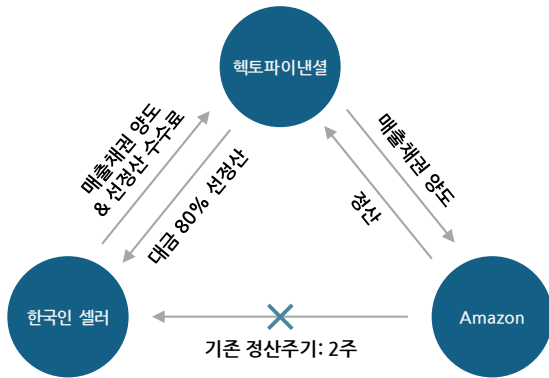 헥토파이낸셜
매출채권 양도
& 선정산 수수료
대금 80% 선정산
매출채권 양도
정산
한국인 셀러
Amazon
기존 정산주기: 2주